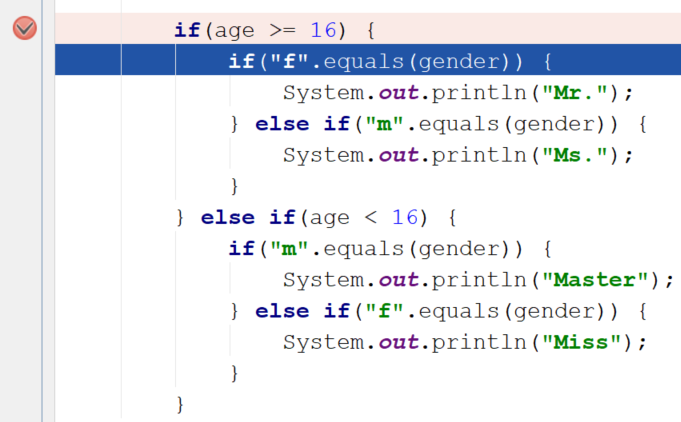 if(age >= 16) {
if("f".equals(gender)) {
System.out.println("Mr.");
} else if("m".equals(gender)) {
System.out.println("Ms.");
}
} else if(age < 16) {
if("m".equals(gender)) {
System.out.println("Master");
} else if("f".equals(gender)) {
System.out.println("Miss");
}
}